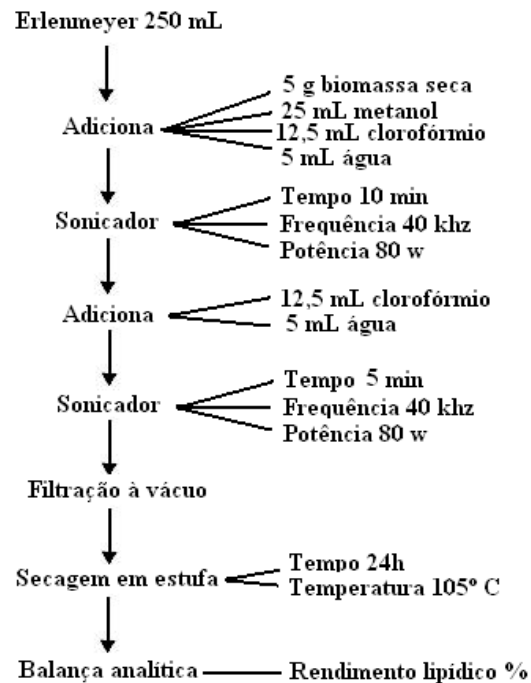 Erlenmeyer 250 mL
Adiciona
5 g biomassa seca
25 mL metanol
12,5 mL clorofórmio
5 mL água
Sonicador
Tempo 10 min
Frequência 40 khz
Potência 80 w
Adiciona
12,5 mL clorofórmio
5 mL água
Sonicador
Tempo 5 min
Frequência 40 khz
Potência 80 w
Filtração à vácuo
Secagem em estufa
Tempo 24h
Temperatura 105º C
Balança analítica
Rendimento lipídico %